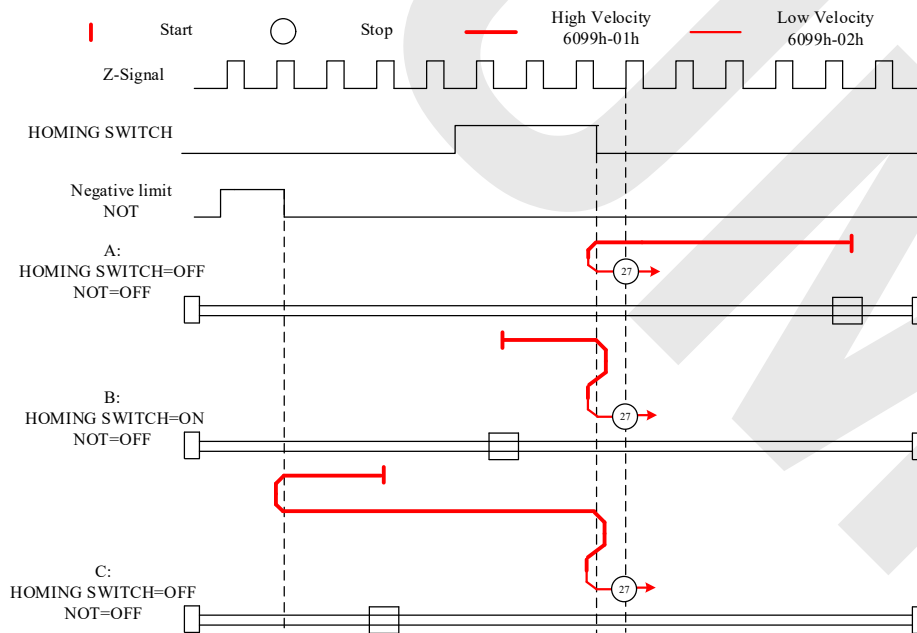 Start
Stop
High Velocity
6099h-01h
Low Velocity
6099h-02h
Z-Signal
HOMING SWITCH
Negative limit
NOT
A:
HOMING SWITCH=OFF
NOT=OFF
27
B:
HOMING SWITCH=ON
NOT=OFF
27
C:
HOMING SWITCH=OFF
NOT=OFF
27